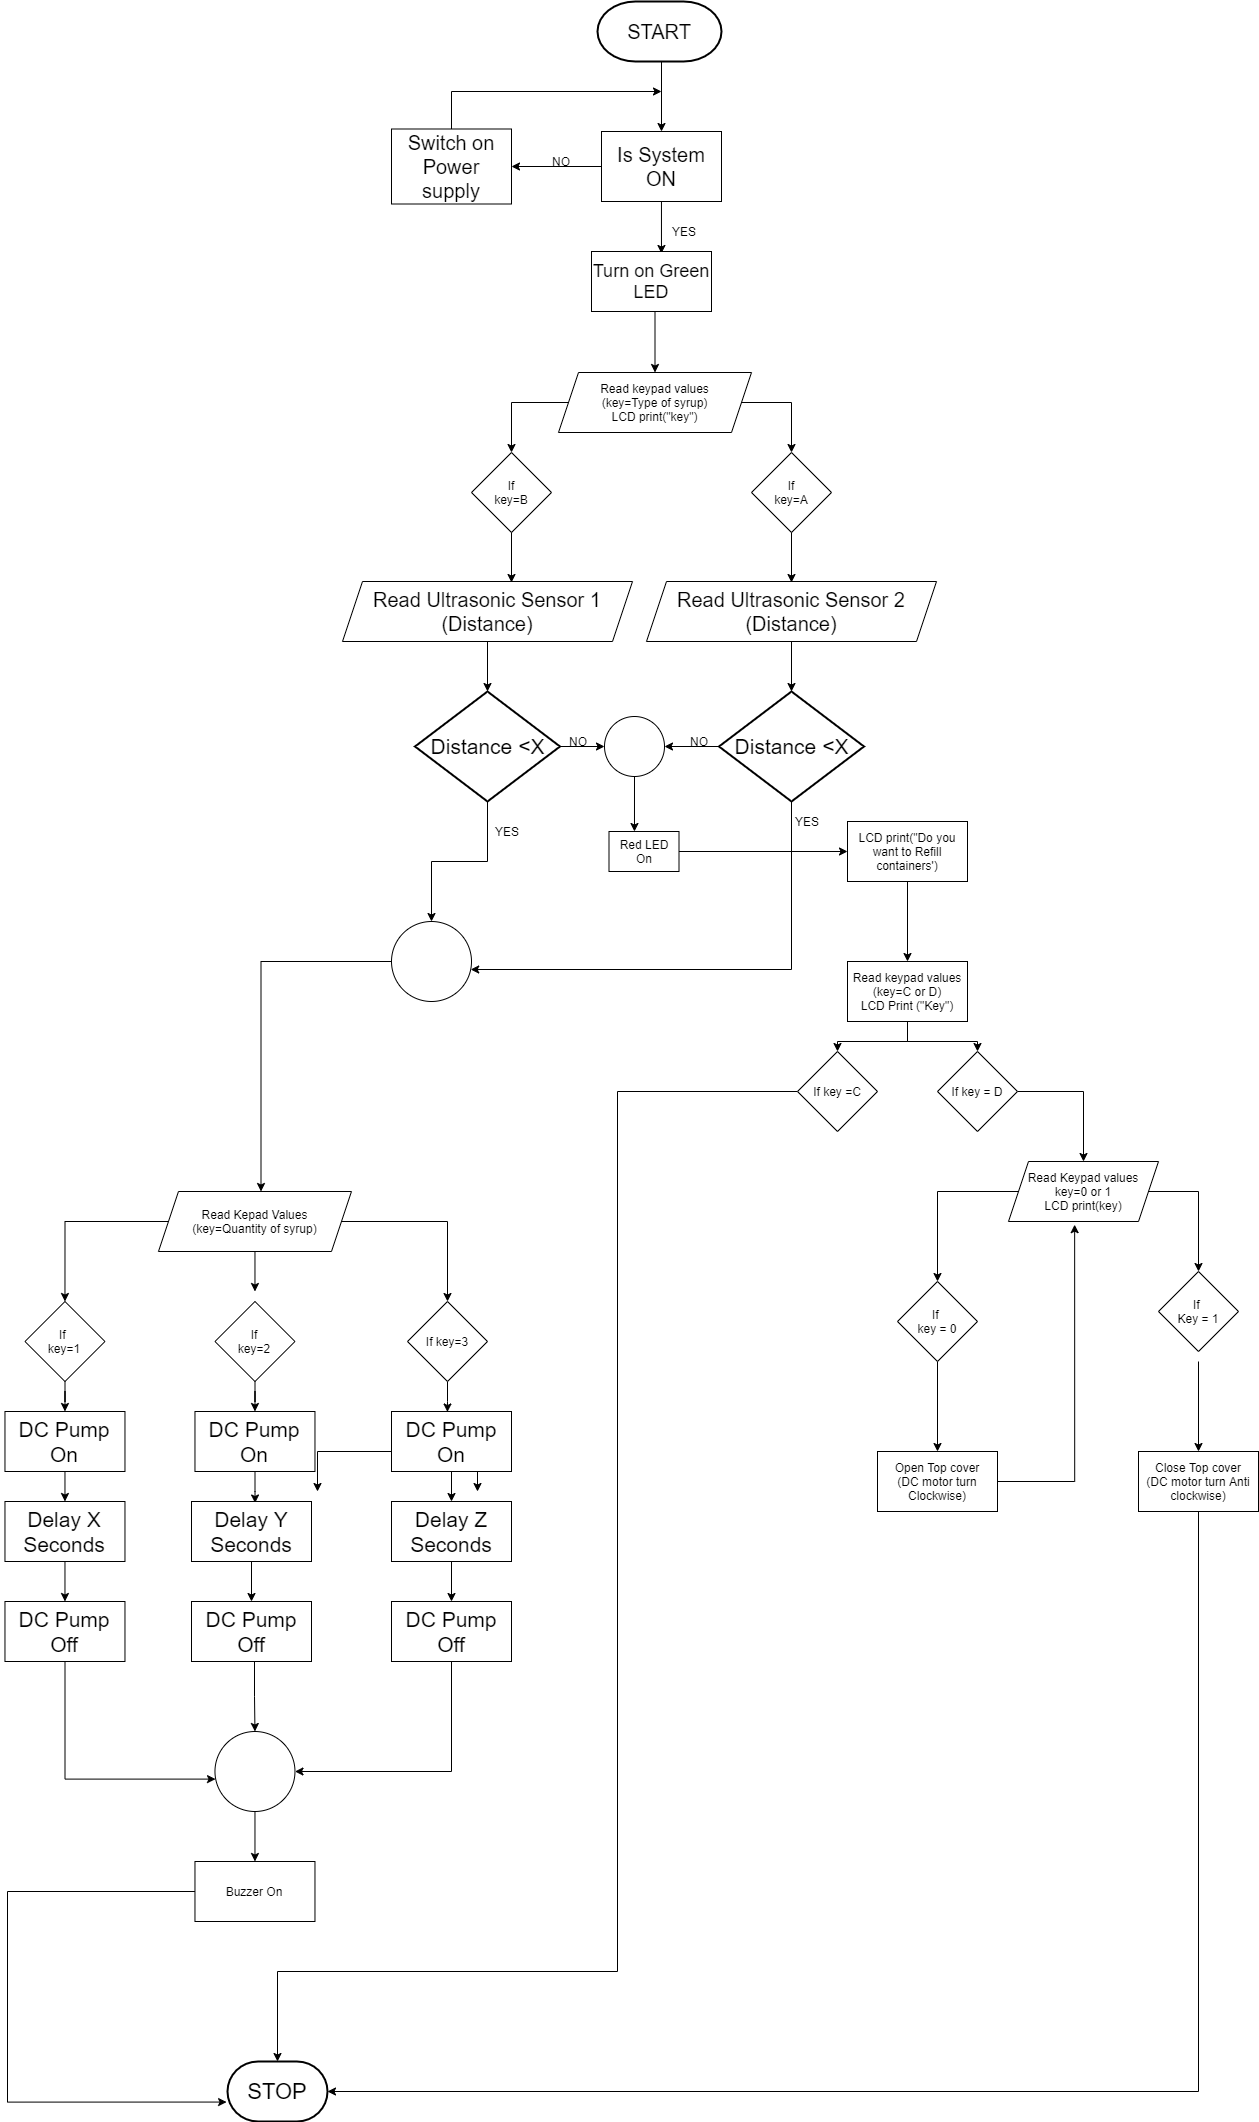 START
Switch on
Power
supply
NO
Is System
ON
YES
Turn on Green
LED
Read keypad values
(key=Type of syrup)
LCD print("key")
If
key=B
If
key=A
Read Ultrasonic Sensor 1
(Distance)
Read Ultrasonic Sensor 2
(Distance)
Distance <X
NO
NO
Distance <X
YES
YES
Red LED
On
LCD print("Do you
want to Refill
containers')
Read keypad values
(key=C or D)
LCD Print ("Key")
If key =C
If key = D
Read Keypad values
key=0 or 1
LCD print(key)
Read Kepad Values
(key=Quantity of syrup)
If
key=1
If
key=2
If key=3
If
key = 0
If
Key = 1
DC Pump
On
DC Pump
On
DC Pump
On
Open Top cover
(DC motor turn
Clockwise)
Close Top cover
(DC motor turn Anti
clockwise)
Delay X
Seconds
Delay Y
Seconds
Delay Z
Seconds
DC Pump
Off
DC Pump
Off
DC Pump
Off
Buzzer On
STOP